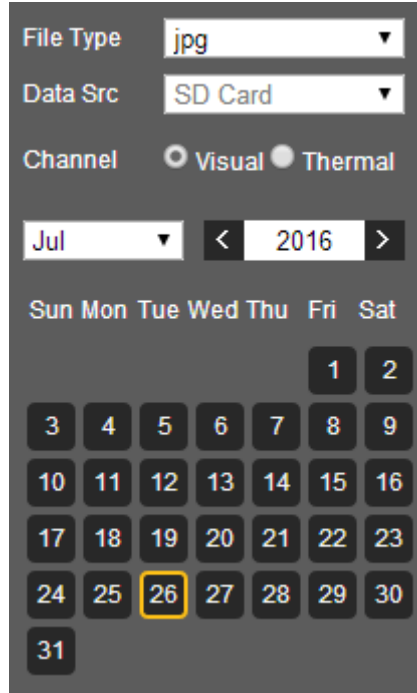 File Type jpg
Data Src SD Card
Channel Visual Thermal
Jul < 2016 >
Sun Mon Tue Wed Thu Fri Sat
1 2
3 4 5 6 7 8 9
10 11 12 13 14 15 16
17 18 19 20 21 22 23
24 25 26 27 28 29 30
31